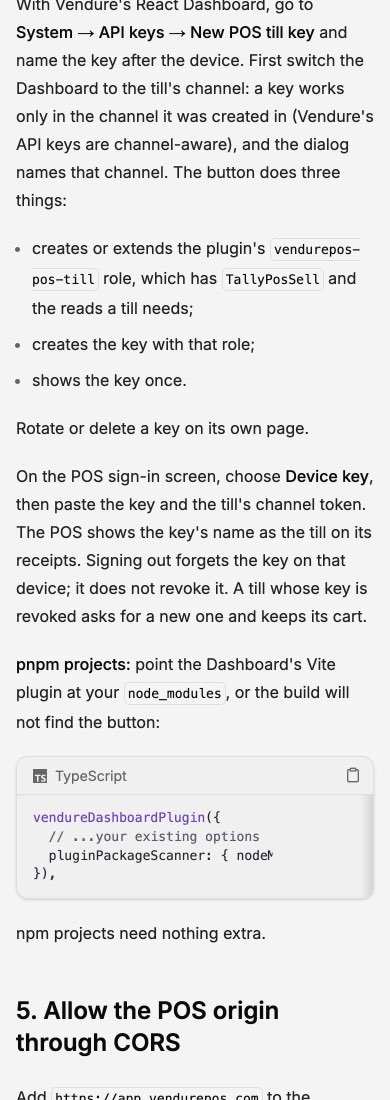 With Vendure's React Dashboard, go to
System → API keys → New POS till key and
name the key after the device. First switch the
Dashboard to the till's channel: a key works
only in the channel it was created in (Vendure's
API keys are channel-aware), and the dialog
names that channel. The button does three
things:
• creates or extends the plugin's vendurepos-
pos-till role, which has TallyPosSell and
the reads a till needs;
• creates the key with that role;
• shows the key once.
Rotate or delete a key on its own page.
On the POS sign-in screen, choose Device key,
then paste the key and the till's channel token.
The POS shows the key's name as the till on its
receipts. Signing out forgets the key on that
device; it does not revoke it. A till whose key is
revoked asks for a new one and keeps its cart.
pnpm projects: point the Dashboard's Vite
plugin at your node_modules, or the build will
not find the button:
TS TypeScript
vendureDashboardPlugin({
// ...your existing options
pluginPackageScanner: { node
}),
npm projects need nothing extra.
5. Allow the POS origin
through CORS
Add https://app.vendurepos.com to the